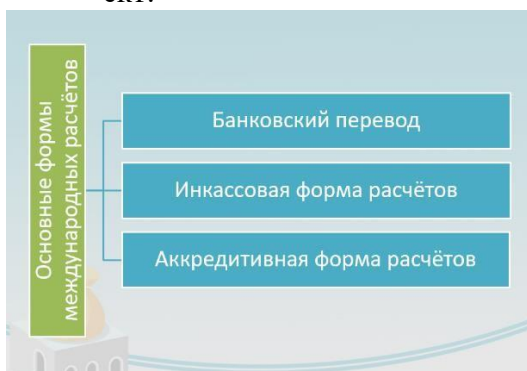 Основные формы
международных расчётов
Банковский перевод
Инкассовая форма расчётов
Аккредитивная форма расчётов